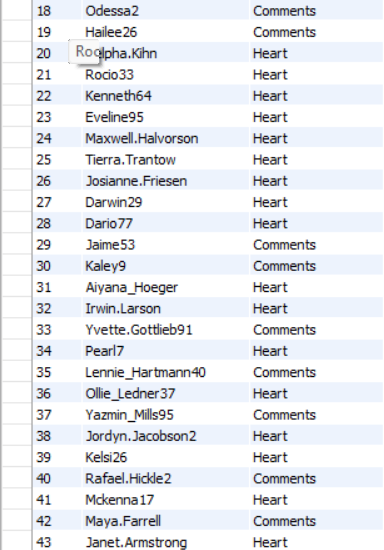 18 Odessa2 Comments
19 Hailee26 Comments
20 lpha.Kihn Heart
21 Rocio33 Heart
22 Kenneth64 Heart
23 Eveline95 Heart
24 Maxwell.Halvorson Heart
25 Tierra.Trantow Heart
26 Josianne.Friesen Heart
27 Darwin29 Heart
28 Dario77 Heart
29 Jaime53 Comments
30 Kaley9 Comments
31 Aiyana_Hoeger Heart
32 Irwin.Larson Heart
33 Yvette.Gottlieb91 Comments
34 Pearl7 Heart
35 Lennie_Hartmann40 Comments
36 Ollie_Ledner37 Heart
37 Yazmin_Mills95 Comments
38 Jordyn.Jacobson2 Heart
39 Kelsi26 Heart
40 Rafael.Hickle2 Comments
41 Mckenna17 Heart
42 Maya.Farrell Comments
43 Janet.Armstrong Heart